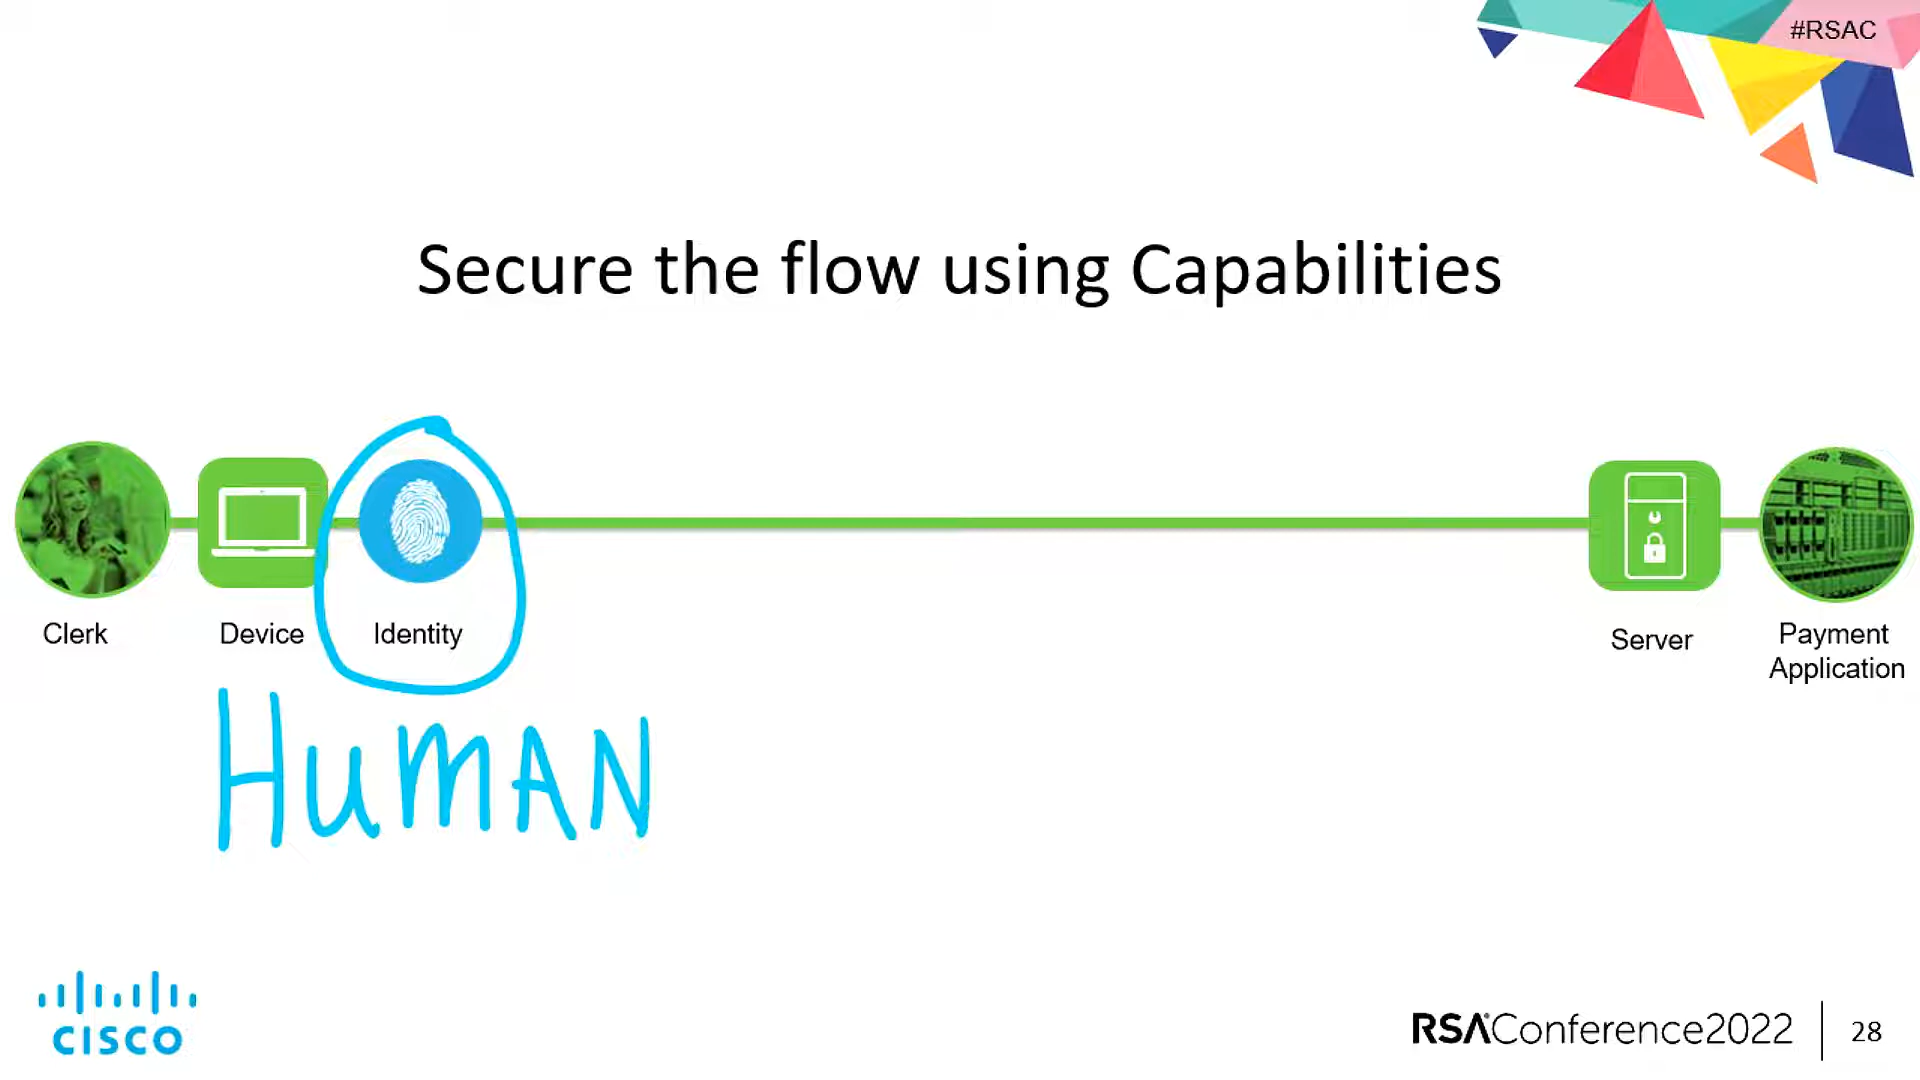 #RSAC
Secure the flow using Capabilities
Clerk
Device
Identity
Server
Payment
Application
HuMAN
CISCO
RSAConference2022
28